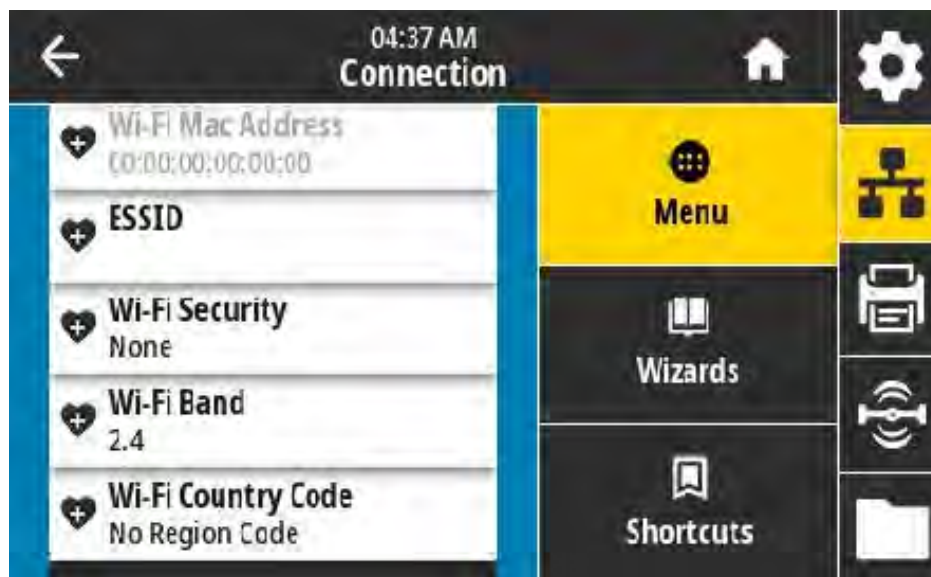 04:37 AM
Connection
Wi-Fi Mac Address
00:00:00:00:00:00
ESSID
Wi-Fi Security
None
Wi-Fi Band
2.4
Wi-Fi Country Code
No Region Code
Menu
Wizards
Shortcuts